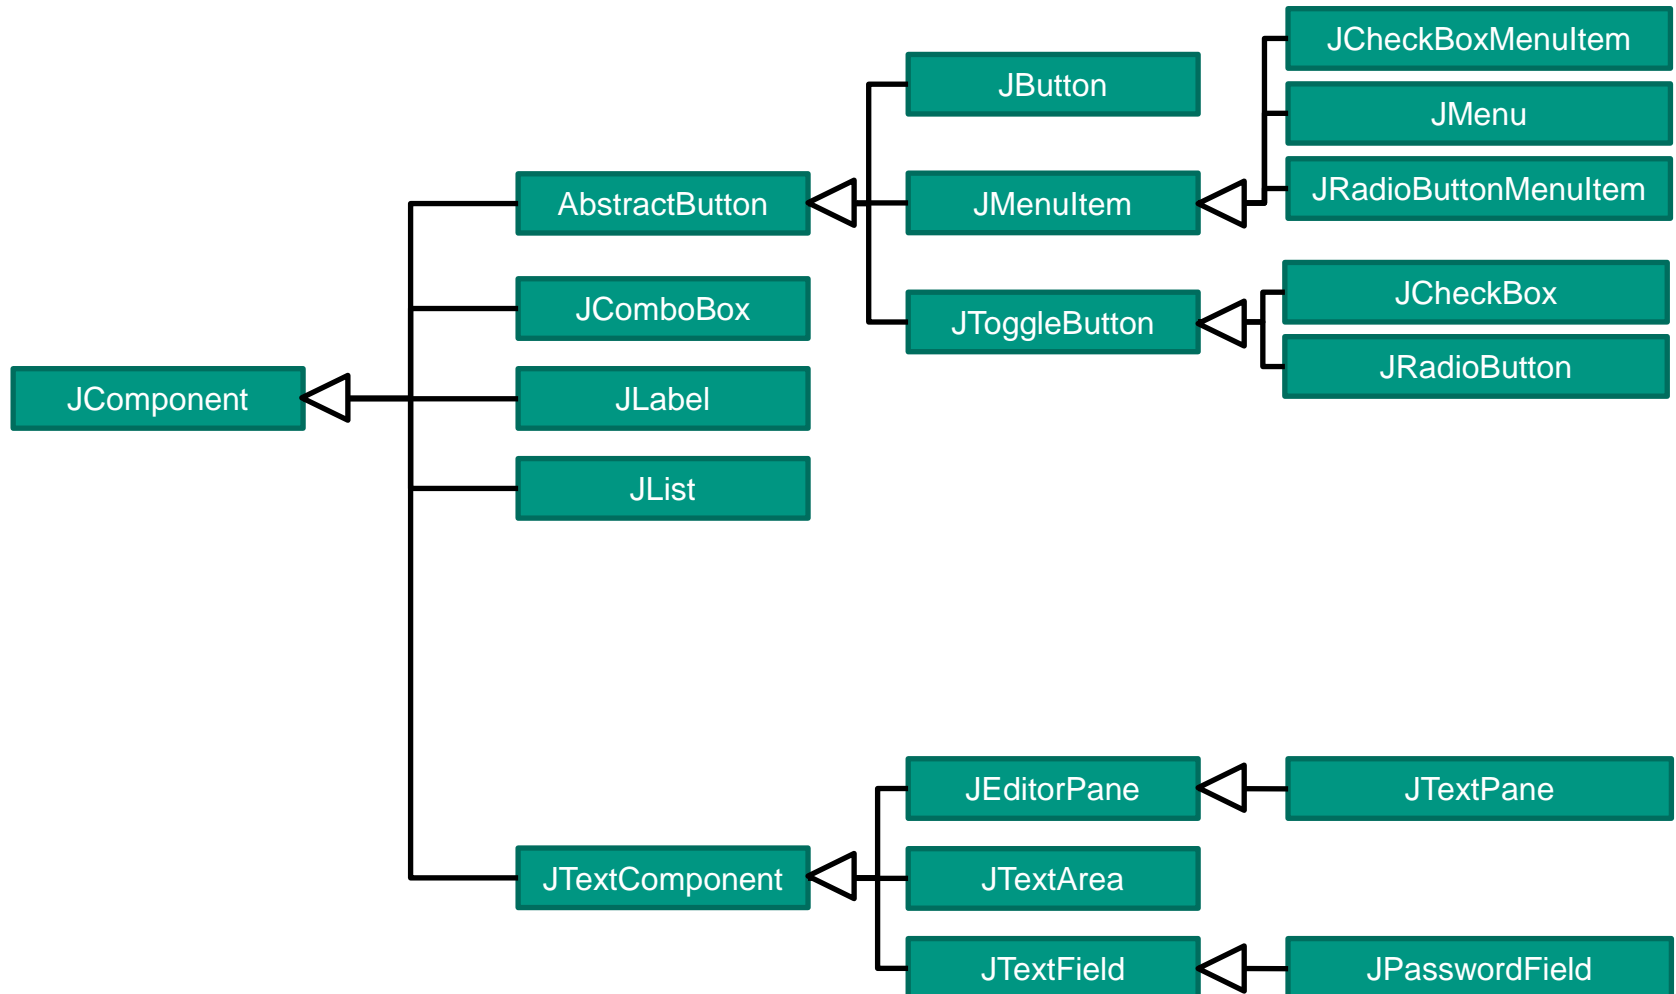 JCheckBoxMenuItem
JButton
JMenu
AbstractButton
JMenuItem
JRadioButtonMenuItem
JComboBox
JToggleButton
JCheckBox
JRadioButton
JComponent
JLabel
JList
JEditorPane
JTextPane
JTextComponent
JTextArea
JTextField
JPasswordField